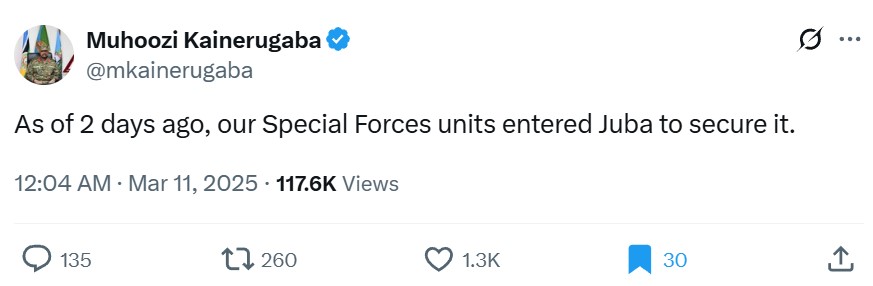 Muhoozi Kainerugaba
@mkainerugaba
As of 2 days ago, our Special Forces units entered Juba to secure it.
12:04 AM · Mar 11, 2025 · 117.6K Views
135 260 1.3K 30